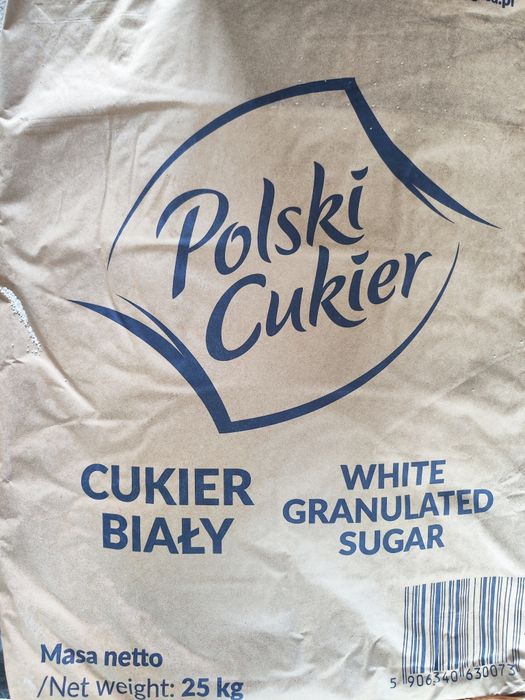 Polski
Cukier
CUKIER
BIAŁY
WHITE
GRANULATED
SUGAR
Masa netto
/Net weight: 25 kg
5 906340 630073